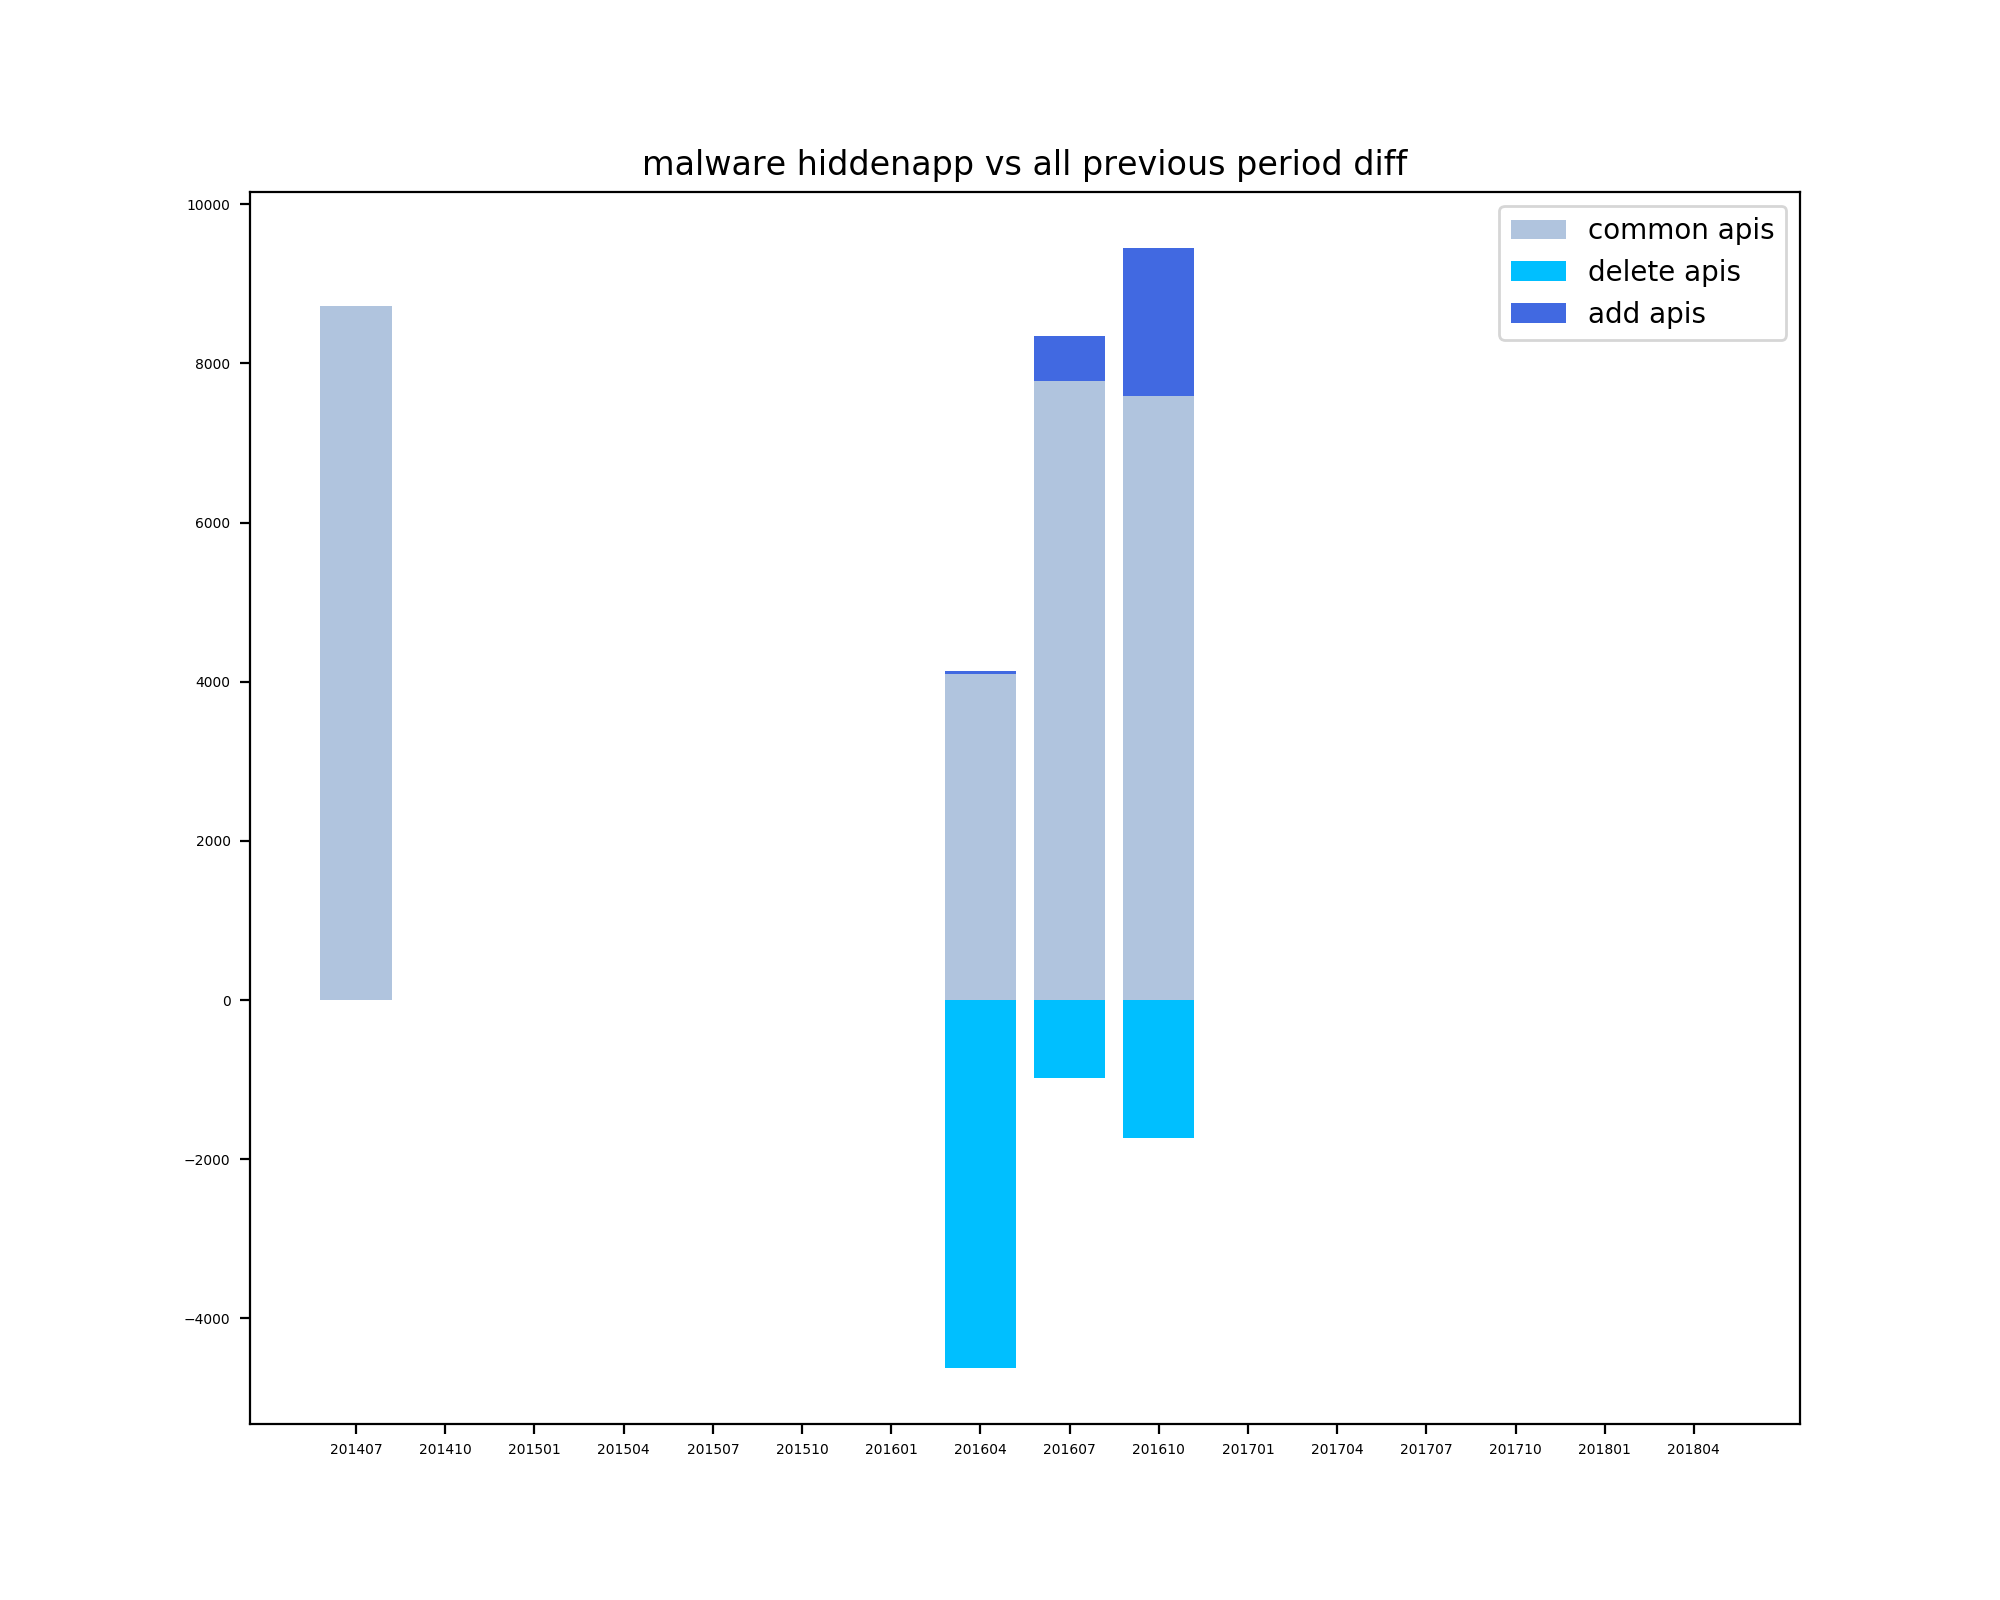 malware hiddenapp vs all previous period diff
10000
8000
6000
4000
2000
0
−2000
−4000
common apis
delete apis
add apis
201407 201410 201501 201504 201507 201510 201601 201604 201607 201610 201701 201704 201707 201710 201801 201804